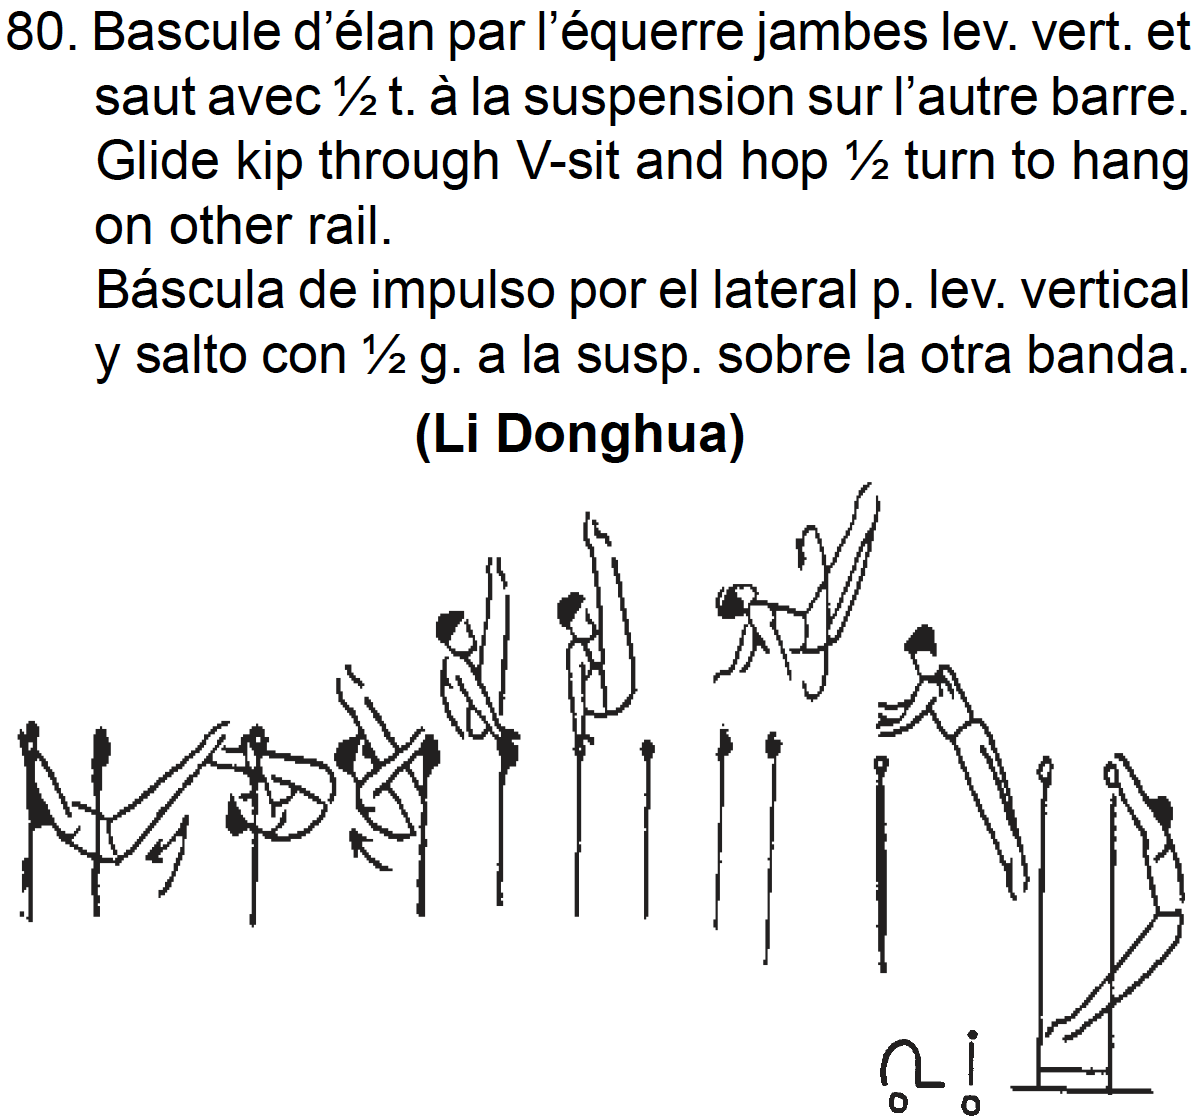 80. Bascule d’élan par l’équerre jambes lev. vert. et
saut avec ½ t. à la suspension sur l’autre barre.
Glide kip through V-sit and hop ½ turn to hang
on other rail.
Báscula de impulso por el lateral p. lev. vertical
y salto con ½ g. a la susp. sobre la otra banda.
(Li Donghua)